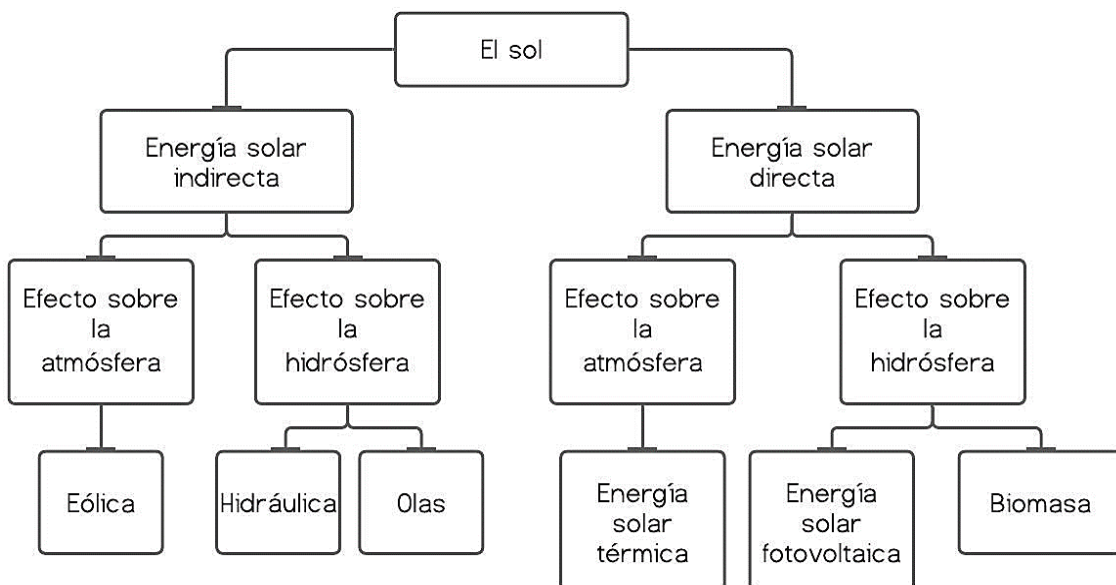 El sol
Energía solar
indirecta
Energía solar
directa
Efecto sobre
la
atmósfera
Efecto sobre
la
hidrósfera
Efecto sobre
la
atmósfera
Efecto sobre
la
hidrósfera
Eólica
Hidráulica
Olas
Energía
solar
térmica
Energía
solar
fotovoltaica
Biomasa